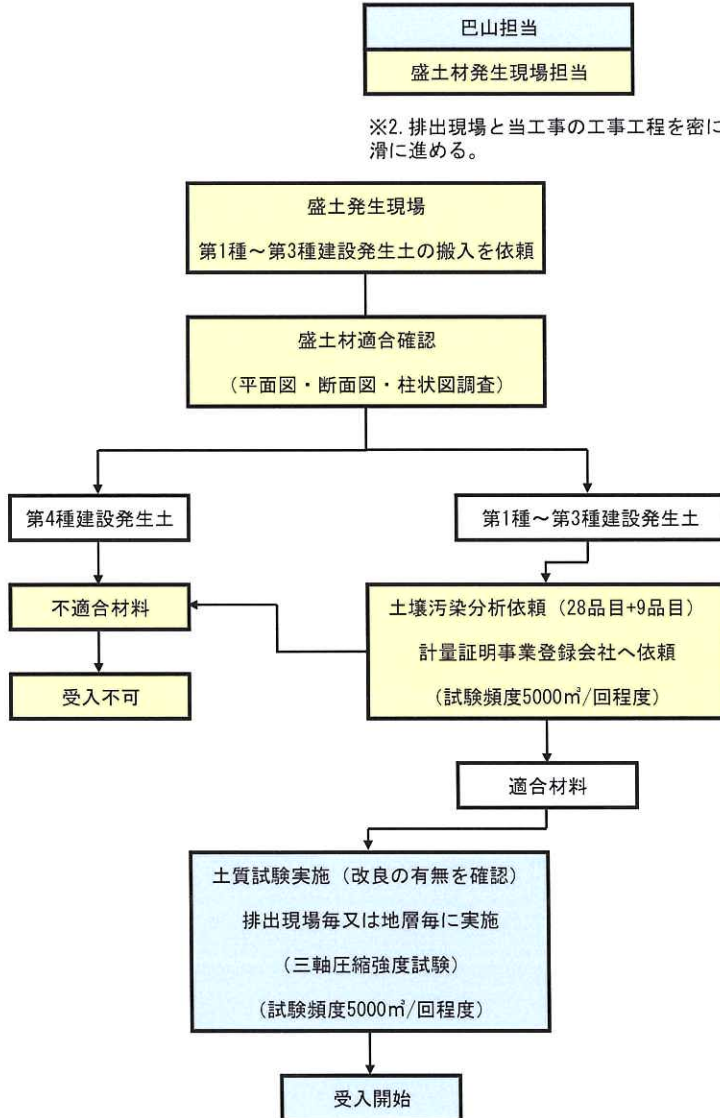 巴山担当
盛土材発生現場担当
※2. 排出現場と当工事の工事工程を密に
滑に進める。
盛土発生現場
第1種～第3種建設発生土の搬入を依頼
盛土材適合確認
（平面図・断面図・柱状図調査）
第4種建設発生土
第1種～第3種建設発生土
不適合材料
土壌汚染分析依頼（28品目+9品目）
計量証明事業登録会社へ依頼
（試験頻度5000㎥/回程度）
受入不可
適合材料
土質試験実施（改良の有無を確認）
排出現場毎又は地層毎に実施
（三軸圧縮強度試験）
（試験頻度5000㎥/回程度）
受入開始